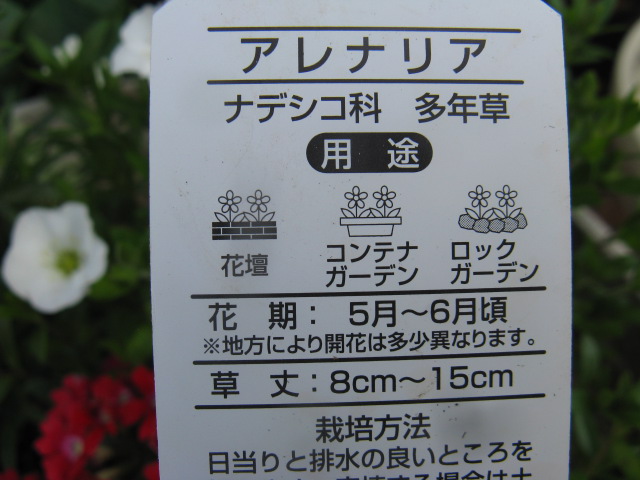 アレナリア
ナデシコ科 多年草
用途
花壇
コンテナ
ガーデン
ロック
ガーデン
花期: 5月～6月頃
※地方により開花は多少異なります。
草丈:8cm～15cm
栽培方法
日当りと排水の良いところを